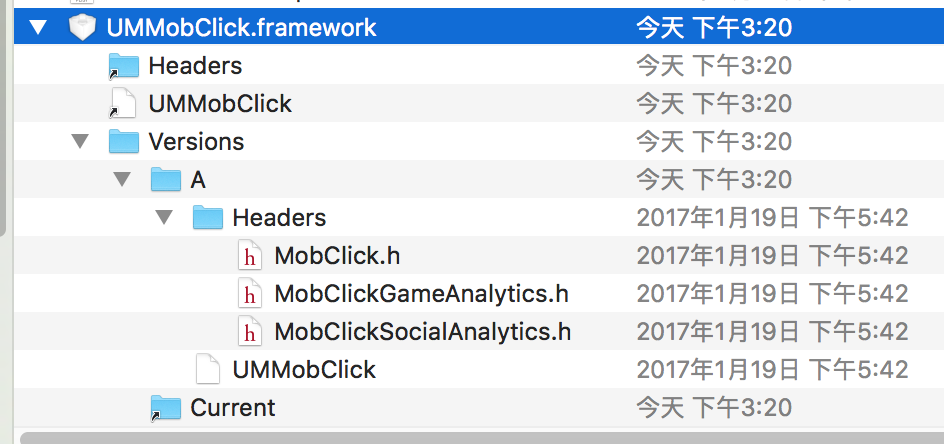 UMMobClick.framework 今天 下午3:20
Headers 今天 下午3:20
UMMobClick 今天 下午3:20
Versions 今天 下午3:20
A 今天 下午3:20
Headers 2017年1月19日 下午5:42
h MobClick.h 2017年1月19日 下午5:42
h MobClickGameAnalytics.h 2017年1月19日 下午5:42
h MobClickSocialAnalytics.h 2017年1月19日 下午5:42
UMMobClick 2017年1月19日 下午5:42
Current 今天 下午3:20